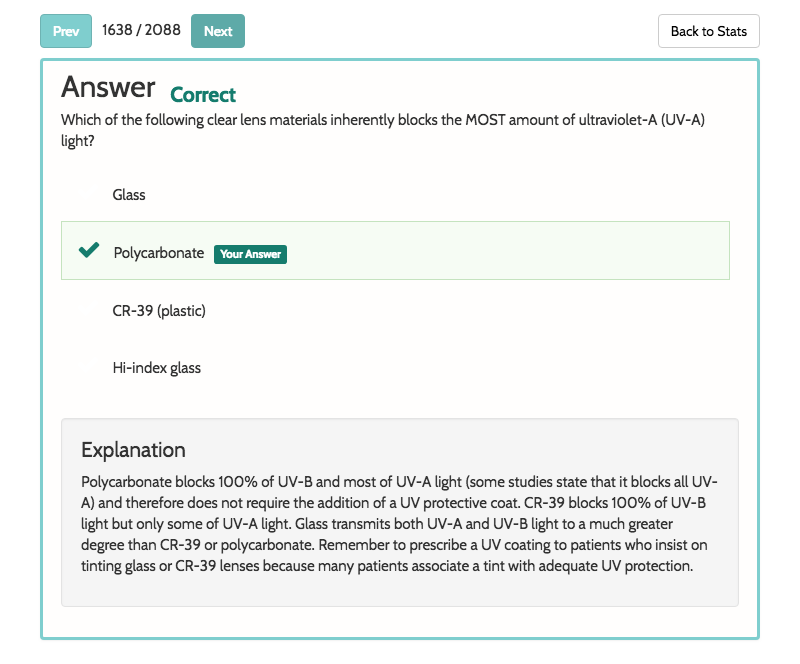 Prev 1638 / 2088 Next Back to Stats
Answer Correct
Which of the following clear lens materials inherently blocks the MOST amount of ultraviolet-A (UV-A)
light?
Glass
Polycarbonate Your Answer
CR-39 (plastic)
Hi-index glass
Explanation
Polycarbonate blocks 100% of UV-B and most of UV-A light (some studies state that it blocks all UV-
A) and therefore does not require the addition of a UV protective coat. CR-39 blocks 100% of UV-B
light but only some of UV-A light. Glass transmits both UV-A and UV-B light to a much greater
degree than CR-39 or polycarbonate. Remember to prescribe a UV coating to patients who insist on
tinting glass or CR-39 lenses because many patients associate a tint with adequate UV protection.